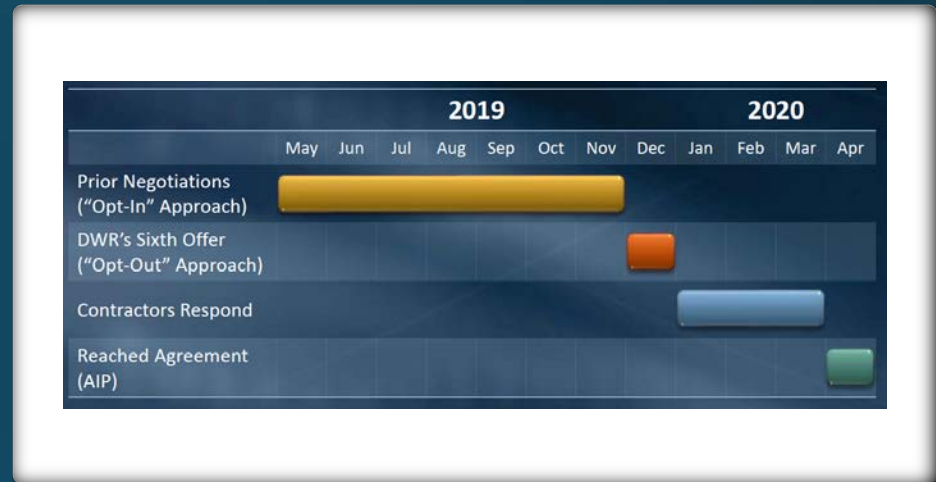 2019 2020
May Jun Jul Aug Sep Oct Nov Dec Jan Feb Mar Apr
Prior Negotiations
(“Opt-In” Approach)
DWR’s Sixth Offer
(“Opt-Out” Approach)
Contractors Respond
Reached Agreement
(AIP)